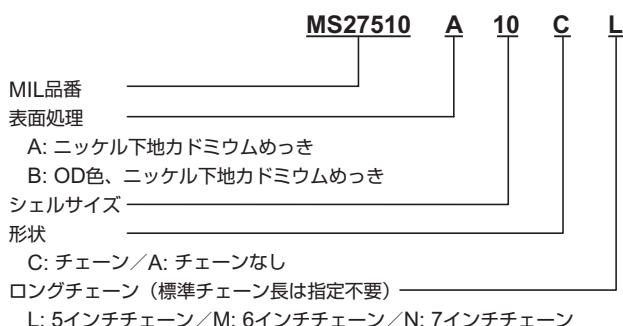 MS27510 A 10 C L
MIL品番
表面処理
A: ニッケル下地カドミウムめっき
B: OD色、ニッケル下地カドミウムめっき
シェルサイズ
形状
C: チェーン／A: チェーンなし
ロングチェーン（標準チェーン長は指定不要）
L: 5インチチェーン／M: 6インチチェーン／N: 7インチチェーン